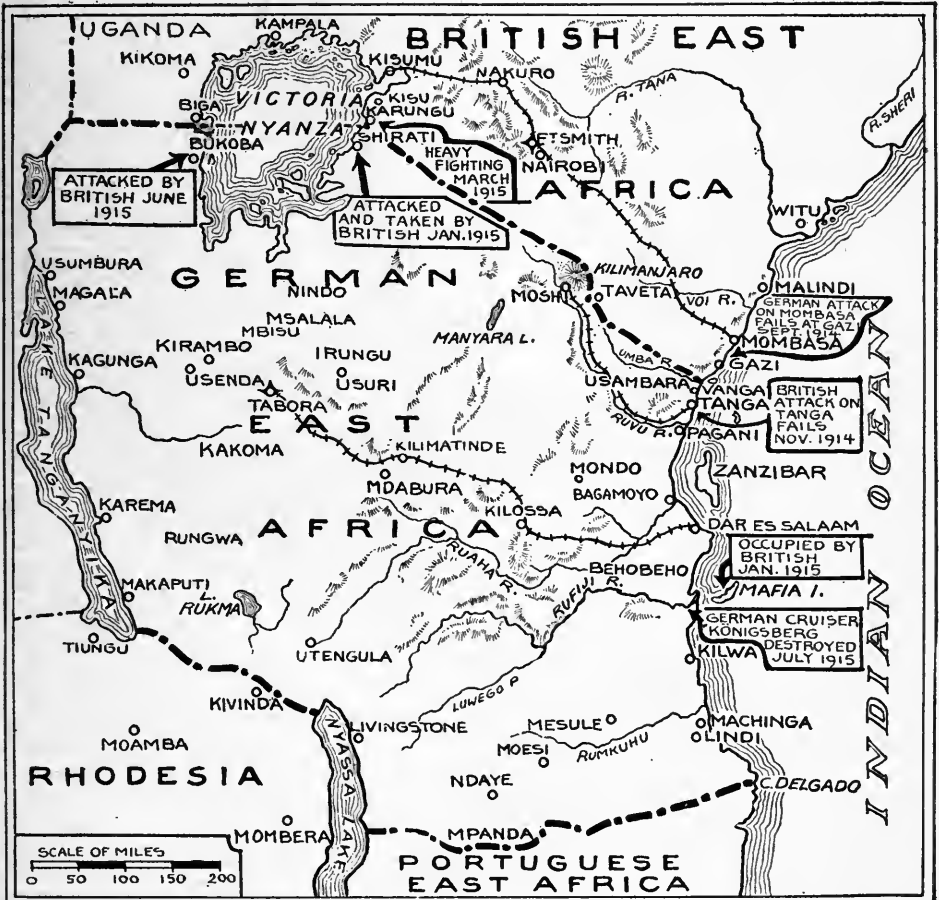 UGANDA
KAMPALA
KIKOMA
BRITISH EAST
AFRICA
KISUMU
NAKURO
R. TANA
R. SHERI
VICTORIA
NYANZA
KISU
KARUNGU
SHIRATI
BIGA
BUKOBA
FT SMITH
NAIROBI
HEAVY
FIGHTING
MARCH
1915
ATTACKED BY
BRITISH JUNE
1915
ATTACKED
AND TAKEN BY
BRITISH JAN. 1915
WITU
USUMBURA
MAGALA
GERMAN
NINDO
MSALALA
MBISU
KIRAMBO
IRUNGU
MANYARA L.
MOSHI
KILIMANJARO
TAVETA
VOI R.
MALINDI
GERMAN ATTACK
ON MOMBASA
FAILS AT GAZI
SEPT. 1914
MOMBASA
GAZI
KAGUNGA
USENDA
USURI
TABORA
UMBA R.
USAMBARA
VANGA
TANGA
BRITISH
ATTACK ON
TANGA
FAILS
NOV. 1914
RUVU R.
PAGANI
EAST
KAKOMA
KILIMATINDE
MDABURA
MONDO
BAGAMOYO
ZANZIBAR
LAKE TANGANYIKA
KAREMA
RUNGWA
AFRICA
KILOSSA
DAR ES SALAAM
OCCUPIED BY
BRITISH
JAN. 1915
MAFIA I.
RUAHA R.
BEHOBEHO
RUFIJI R.
MAKAPUTI
L.
RUKMA
TIUNGU
UTENGULA
GERMAN CRUISER
KÖNIGSBERG
DESTROYED
JULY 1915
KILWA
KIVINDA
LUWEGO R
LIVINGSTONE
MESULE
MACHINGA
LINDI
MOAMBA
MOESI
RUMKUHU
RHODESIA
NDAYE
C. DELGADO
NYASSA LAKE
MOMBERA
MPANDA
PORTUGUESE
EAST AFRICA
INDIAN OCEAN
SCALE OF MILES
0 50 100 150 200